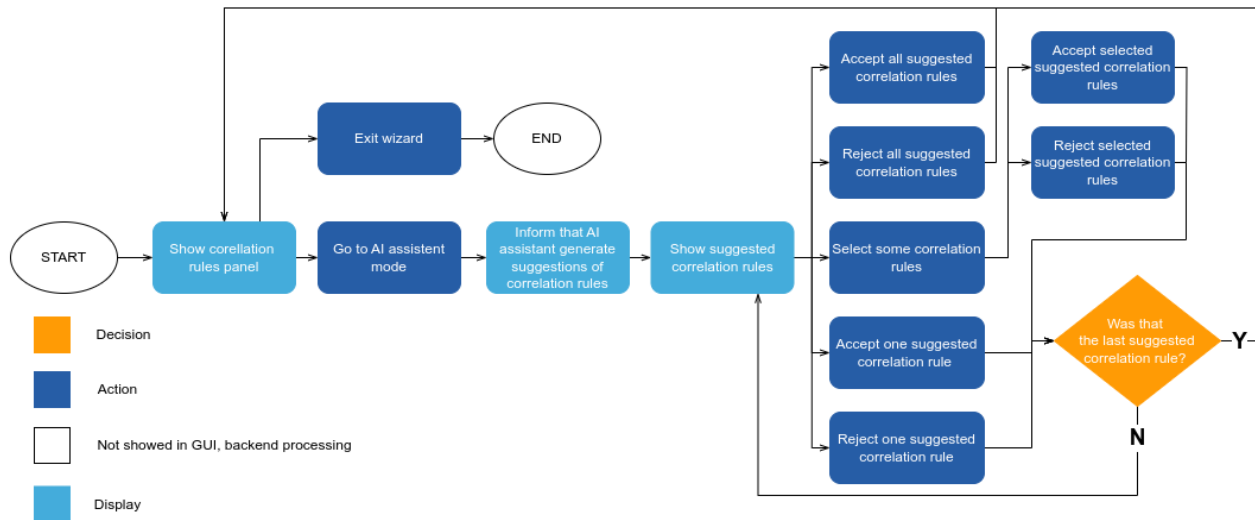 Accept all suggested
correlation rules
Accept selected
suggested correlation
rules
Exit wizard
END
Reject all suggested
correlation rules
Reject selected
suggested correlation
rules
START
Show corellation
rules panel
Go to AI assistent
mode
Inform that AI
assistant generate
suggestions of
correlation rules
Show suggested
correlation rules
Select some correlation
rules
Decision
Accept one suggested
correlation rule
Was that
the last suggested
correlation rule?
Y
Action
Not showed in GUI, backend processing
Reject one suggested
correlation rule
N
Display